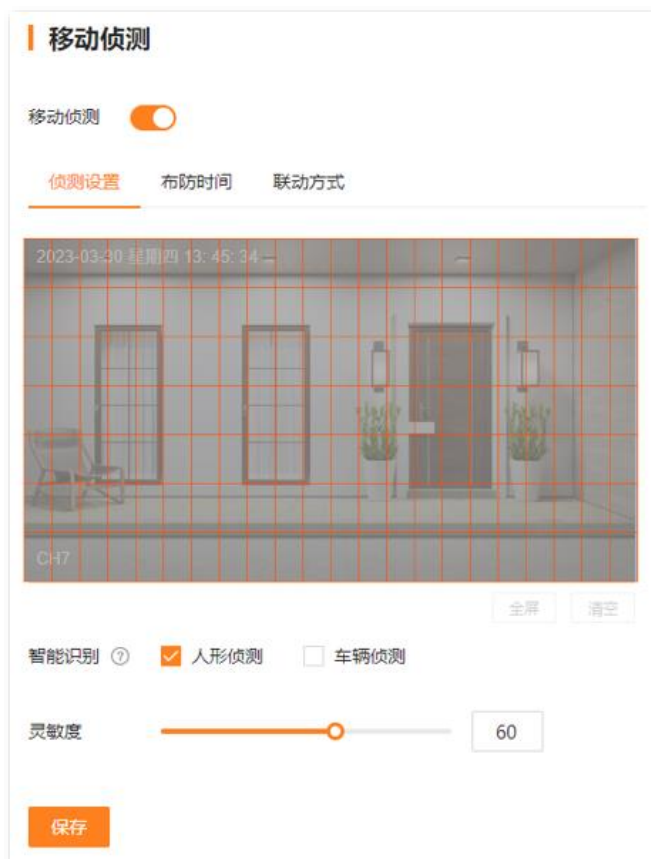 移动侦测
移动侦测
侦测设置 布防时间 联动方式
2023-03-30 星期四 13:45:34
CH7
全屏 清空
智能识别 ? 人形侦测 车辆侦测
灵敏度 60
保存